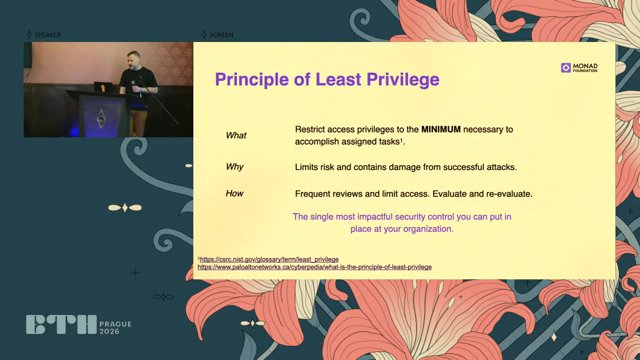 SPEAKER
SCREEN
MONAD
FOUNDATION
Principle of Least Privilege
What
Restrict access privileges to the MINIMUM necessary to
accomplish assigned tasks¹.
Why
Limits risk and contains damage from successful attacks.
How
Frequent reviews and limit access. Evaluate and re-evaluate.
The single most impactful security control you can put in
place at your organization.
¹https://csrc.nist.gov/glossary/term/least_privilege
https://www.paloaltonetworks.ca/cyberpedia/what-is-the-principle-of-least-privilege
ETH PRAGUE
2026